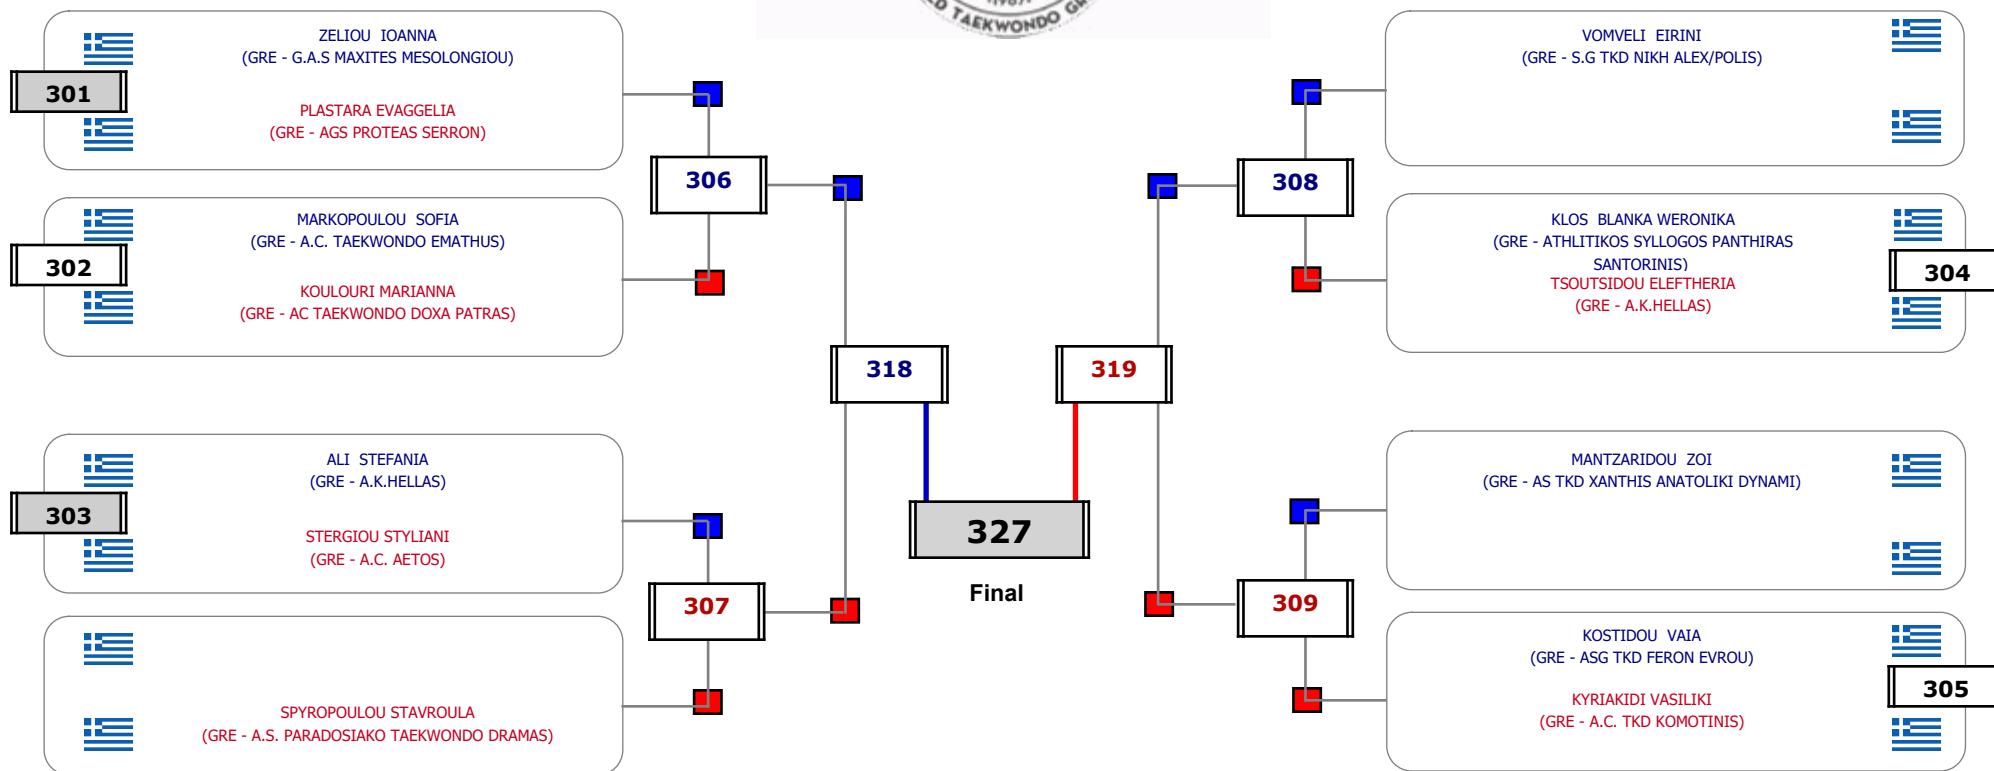 TAEKWONDO
ZELIOU IOANNA
(GRE - G.A.S MAXITES MESOLONGIOU)
301
PLASTARA EVAGGELIA
(GRE - AGS PROTEAS SERRON)
306
MARKOPOULOU SOFIA
(GRE - A.C. TAEKWONDO EMATHUS)
302
KOULOURI MARIANNA
(GRE - AC TAEKWONDO DOXA PATRAS)
318
ALI STEFANIA
(GRE - A.K.HELLAS)
303
STERGIOU STYLIANI
(GRE - A.C. AETOS)
307
SPYROPOULOU STAVROULA
(GRE - A.S. PARADOSIAKO TAEKWONDO DRAMAS)
327
Final
VOMVELI EIRINI
(GRE - S.G TKD NIKH ALEX/POLIS)
308
KLOS BLANKA WERONIKA
(GRE - ATHLITIKOS SYLLOGOS PANTHIRAS
SANTORINIS)
304
TSOUTSIDOU ELEFTHERIA
(GRE - A.K.HELLAS)
319
MANTZARIDOU ZOI
(GRE - AS TKD XANTHIS ANATOLIKI DYNAMI)
309
KOSTIDOU VAIA
(GRE - ASG TKD FERON EVROU)
305
KYRIAKIDI VASILIKI
(GRE - A.C. TKD KOMOTINIS)